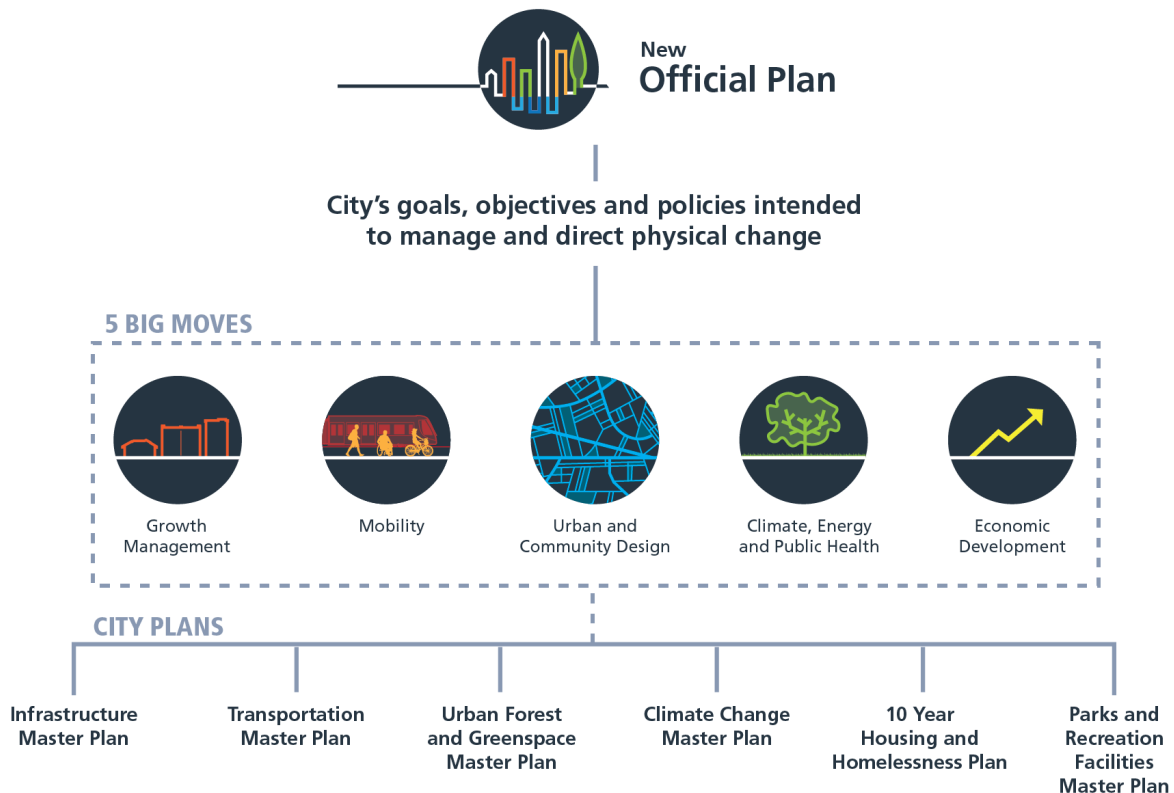 New
Official Plan
City's goals, objectives and policies intended
to manage and direct physical change
5 BIG MOVES
Growth
Management
Mobility
Urban and
Community Design
Climate, Energy
and Public Health
Economic
Development
CITY PLANS
Infrastructure
Master Plan
Transportation
Master Plan
Urban Forest
and Greenspace
Master Plan
Climate Change
Master Plan
10 Year
Housing and
Homelessness Plan
Parks and
Recreation
Facilities
Master Plan